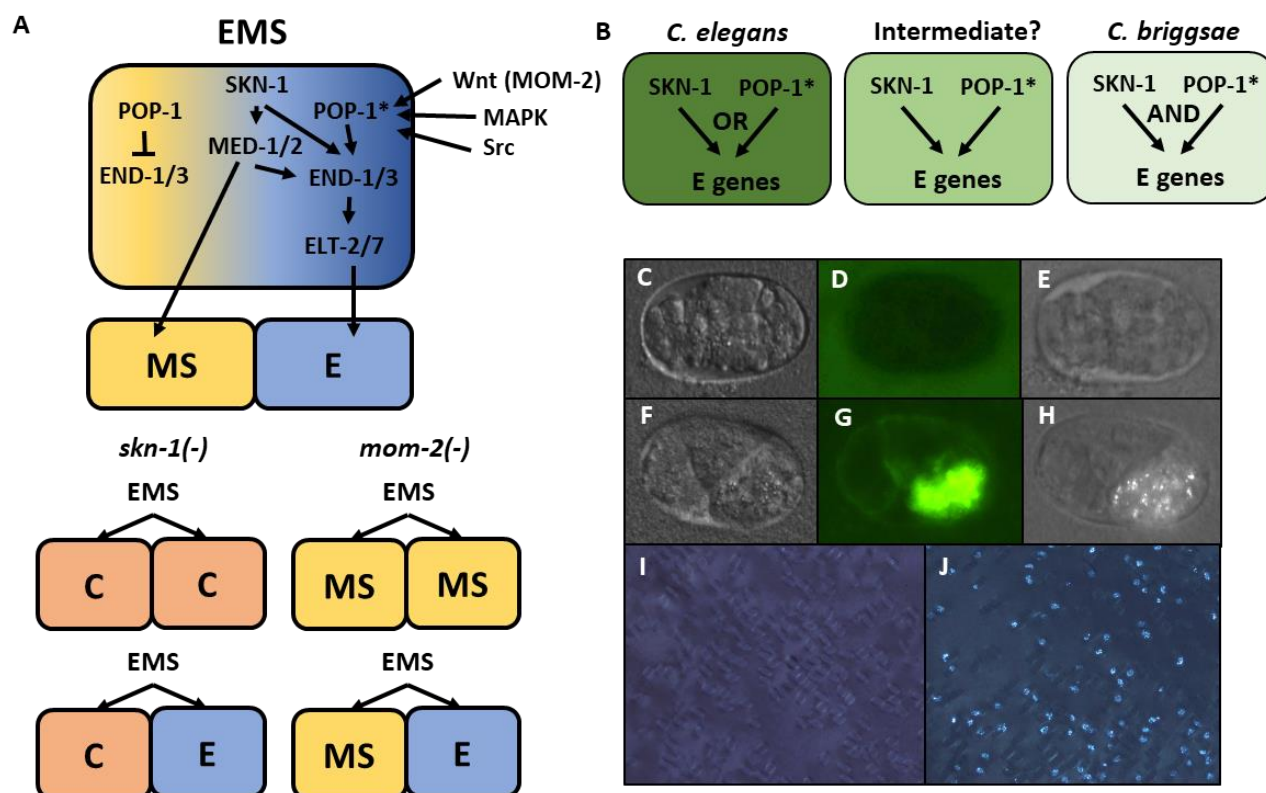 A
EMS
SKN-1
POP-1
POP-1*
MED-1/2
END-1/3
END-1/3
ELT-2/7
Wnt (MOM-2)
MAPK
Src
MS
E
skn-1(-)
mom-2(-)
EMS
EMS
C
C
MS
MS
EMS
EMS
C
E
MS
E
B
C. elegans
Intermediate?
C. briggsae
SKN-1 POP-1*
OR
E genes
SKN-1 POP-1*
E genes
SKN-1 POP-1*
AND
E genes
C
D
E
F
G
H
I
J